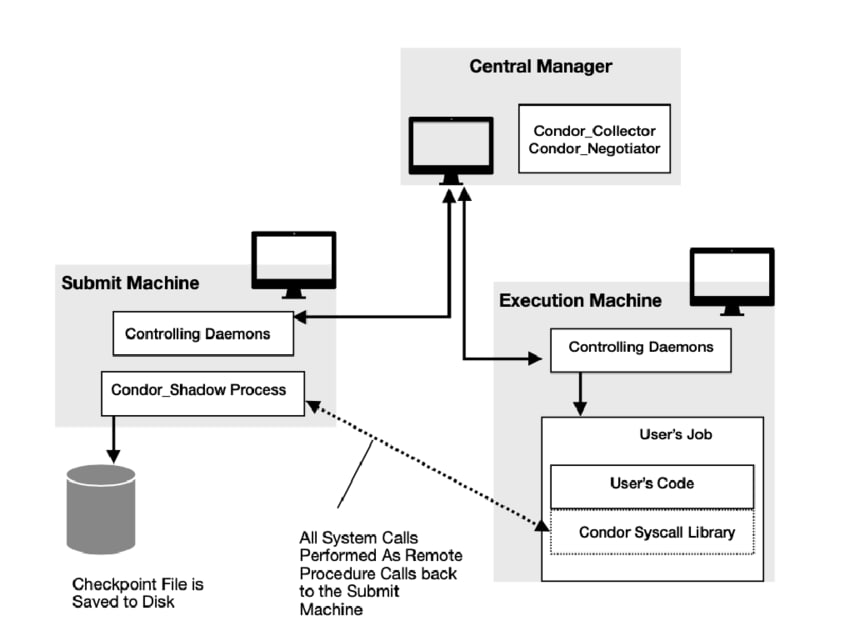 Central Manager
Condor_Collector
Condor_Negotiator
Submit Machine
Controlling Daemons
Condor_Shadow Process
Execution Machine
Controlling Daemons
User's Job
User's Code
Condor Syscall Library
All System Calls
Performed As Remote
Procedure Calls back
to the Submit
Machine
Checkpoint File is
Saved to Disk